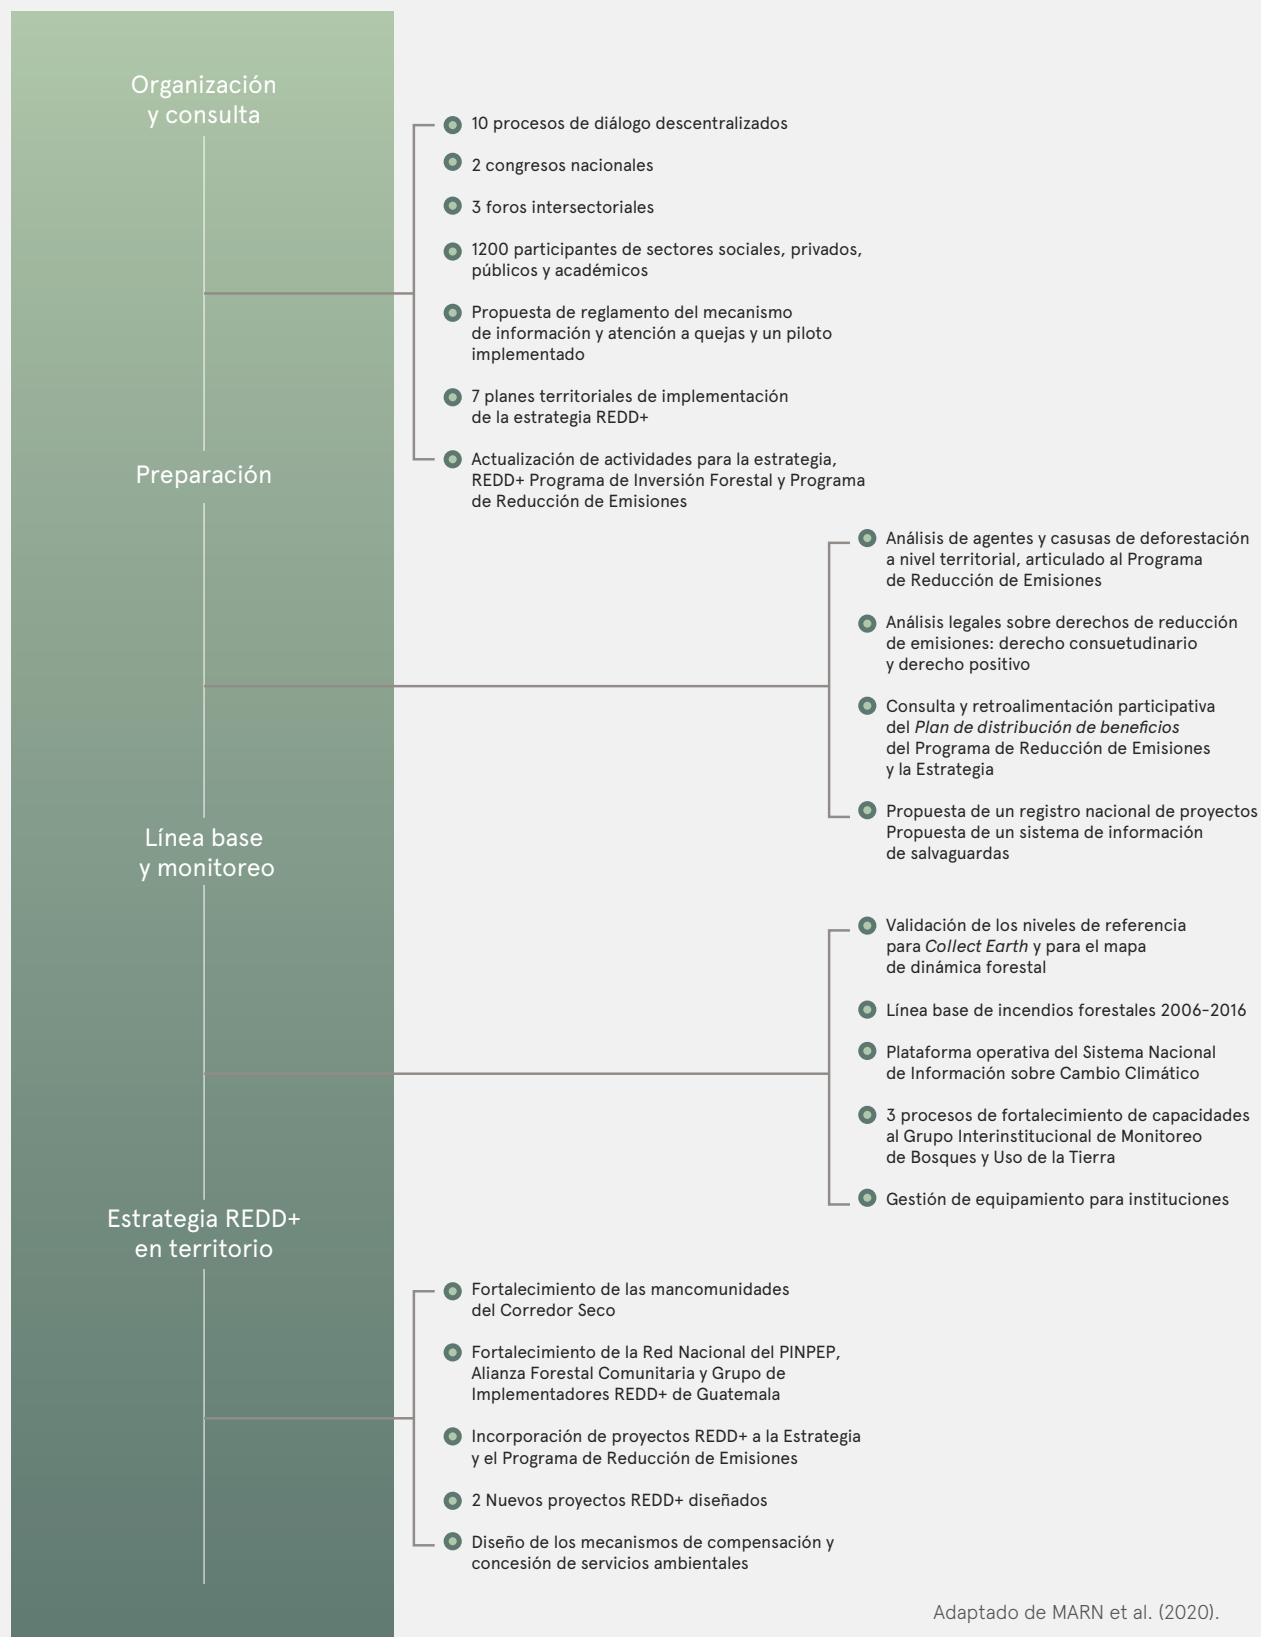 Organización
y consulta
10 procesos de diálogo descentralizados
2 congresos nacionales
3 foros intersectoriales
1200 participantes de sectores sociales, privados,
públicos y académicos
Propuesta de reglamento del mecanismo
de información y atención a quejas y un piloto
implementado
7 planes territoriales de implementación
de la estrategia REDD+
Actualización de actividades para la estrategia,
REDD+ Programa de Inversión Forestal y Programa
de Reducción de Emisiones
Preparación
Análisis de agentes y casusas de deforestación
a nivel territorial, articulado al Programa
de Reducción de Emisiones
Análisis legales sobre derechos de reducción
de emisiones: derecho consuetudinario
y derecho positivo
Consulta y retroalimentación participativa
del Plan de distribución de beneficios
del Programa de Reducción de Emisiones
y la Estrategia
Propuesta de un registro nacional de proyectos
Propuesta de un sistema de información
de salvaguardas
Línea base
y monitoreo
Validación de los niveles de referencia
para Collect Earth y para el mapa
de dinámica forestal
Línea base de incendios forestales 2006-2016
Plataforma operativa del Sistema Nacional
de Información sobre Cambio Climático
3 procesos de fortalecimiento de capacidades
al Grupo Interinstitucional de Monitoreo
de Bosques y Uso de la Tierra
Gestión de equipamiento para instituciones
Estrategia REDD+
en territorio
Fortalecimiento de las mancomunidades
del Corredor Seco
Fortalecimiento de la Red Nacional del PINPEP,
Alianza Forestal Comunitaria y Grupo de
Implementadores REDD+ de Guatemala
Incorporación de proyectos REDD+ a la Estrategia
y el Programa de Reducción de Emisiones
2 Nuevos proyectos REDD+ diseñados
Diseño de los mecanismos de compensación y
concesión de servicios ambientales
Adaptado de MARN et al. (2020).